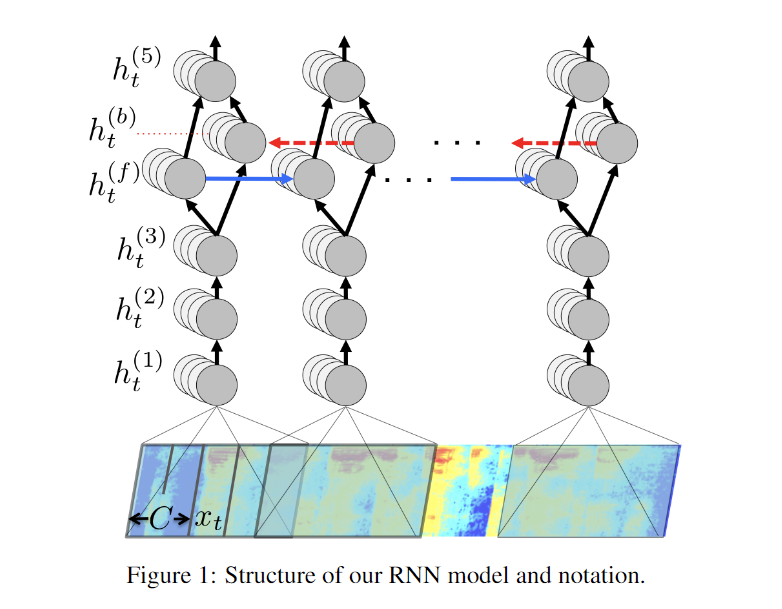 h_t^{(5)}
h_t^{(b)}
h_t^{(f)}
h_t^{(3)}
h_t^{(2)}
h_t^{(1)}
C x_t
Figure 1: Structure of our RNN model and notation.